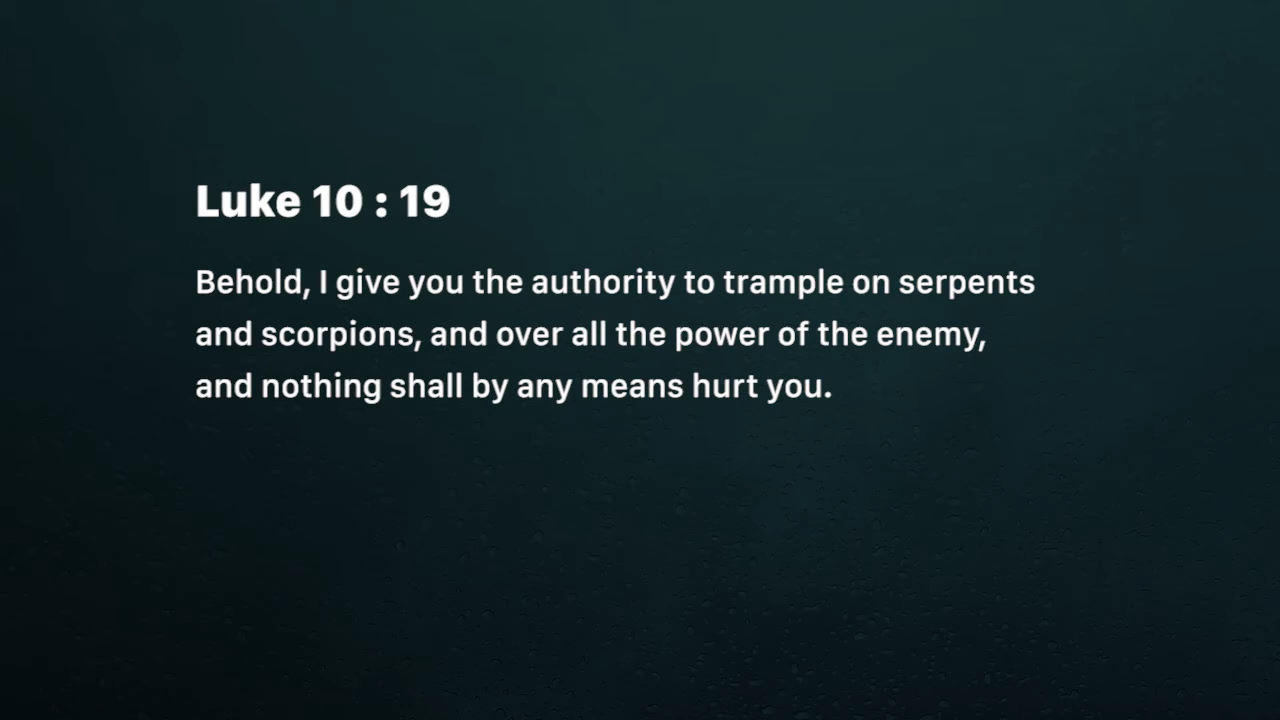 Luke 10 : 19
Behold, I give you the authority to trample on serpents
and scorpions, and over all the power of the enemy,
and nothing shall by any means hurt you.